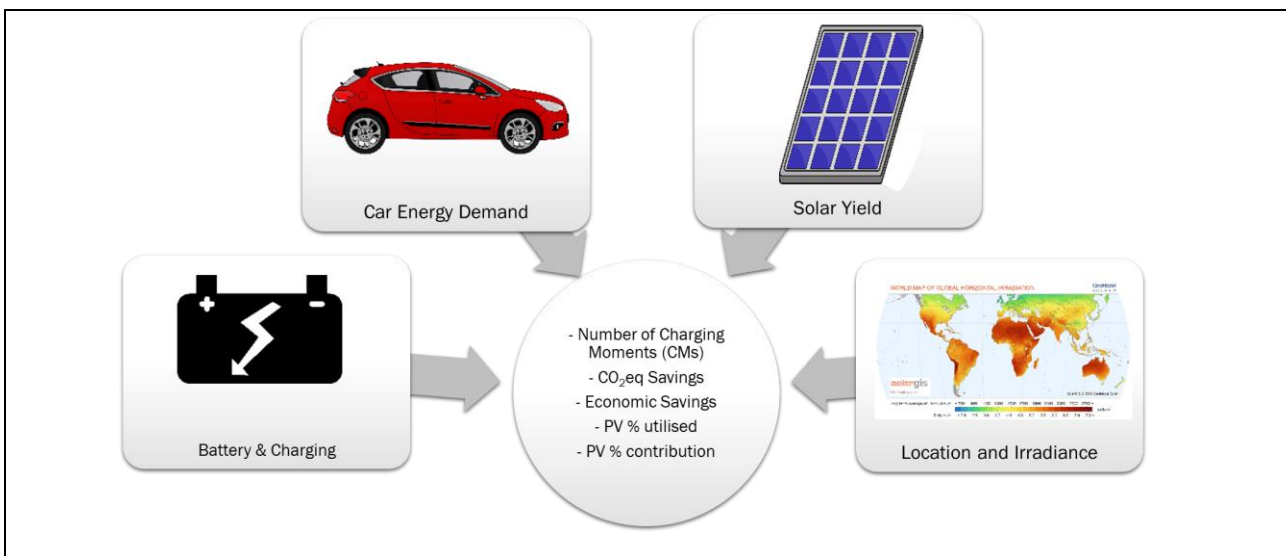 Car Energy Demand
Solar Yield
+
-
Battery & Charging
- Number of Charging
Moments (CMs)
- CO₂eq Savings
- Economic Savings
- PV % utilised
- PV % contribution
WORLD MAP OF GLOBAL HORIZONTAL IRRADIATION
solargis
Location and Irradiance